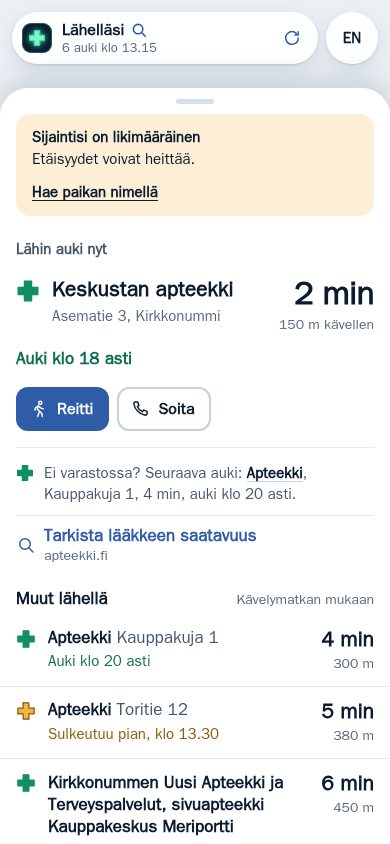 Lähelläsi
6 auki klo 13.15
EN
Sijaintisi on likimääräinen
Etäisyydet voivat heittää.
Hae paikan nimellä
Lähin auki nyt
Keskustan apteekki
2 min
Asematie 3, Kirkkonummi
150 m kävellen
Auki klo 18 asti
Reitti
Soita
Ei varastossa? Seuraava auki: Apteekki,
Kauppakuja 1, 4 min, auki klo 20 asti.
Tarkista lääkkeen saatavuus
apteekki.fi
Muut lähellä
Kävelymatkan mukaan
Apteekki Kauppakuja 1
4 min
Auki klo 20 asti
300 m
Apteekki Toritie 12
5 min
Sulkeutuu pian, klo 13.30
380 m
Kirkkonummen Uusi Apteekki ja
6 min
Terveyspalvelut, sivuapteekki
450 m
Kauppakeskus Meriportti